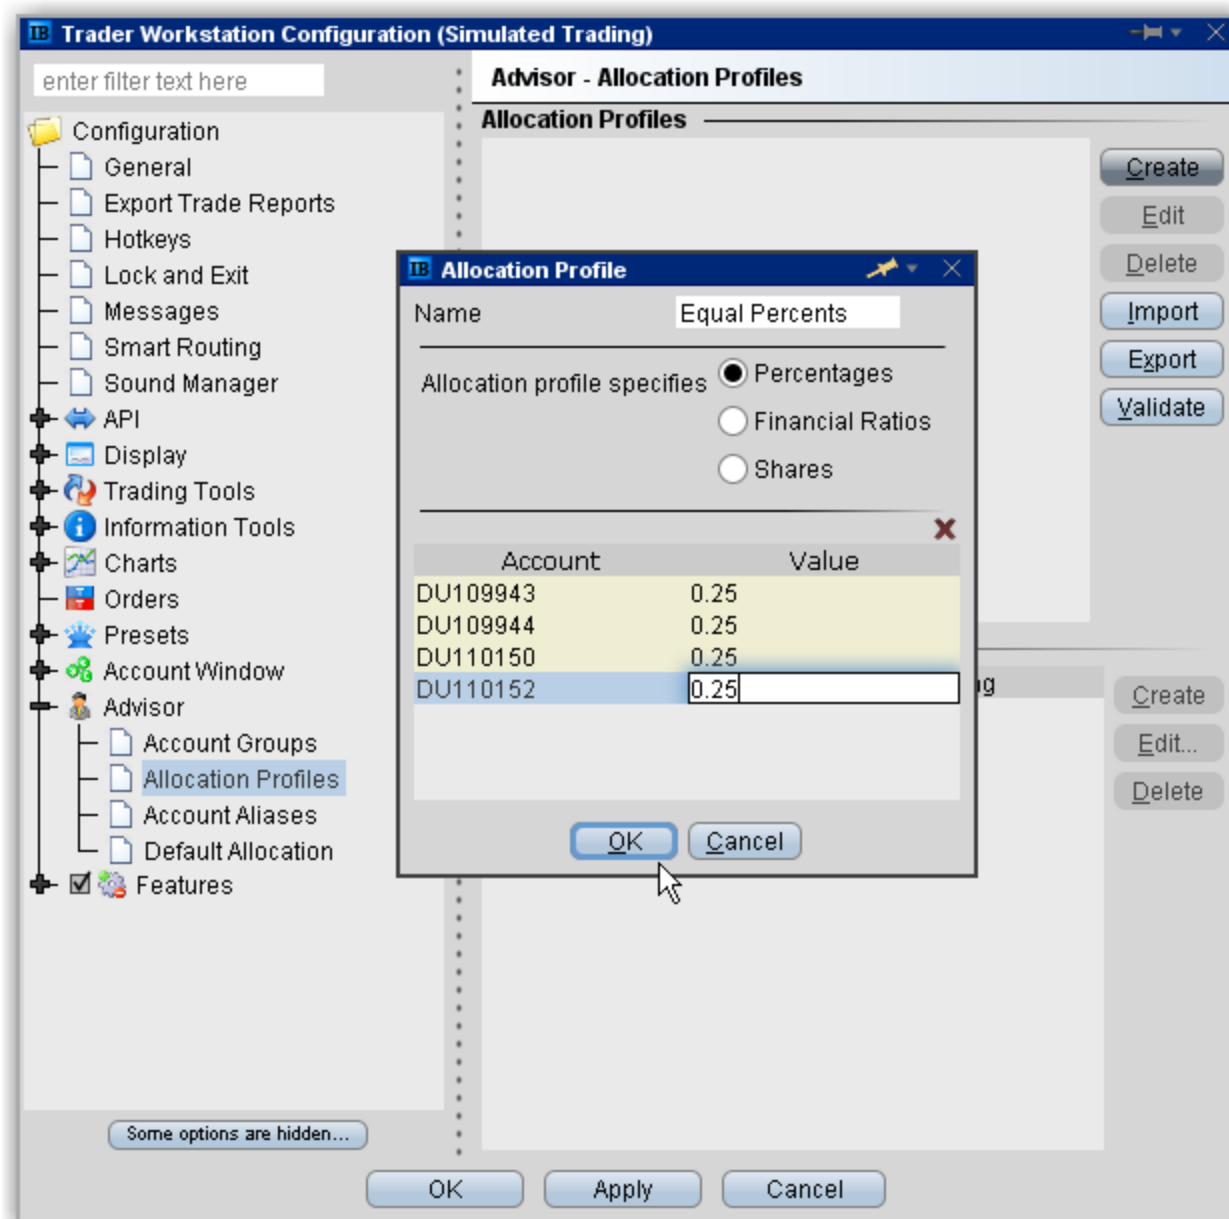 IB Trader Workstation Configuration (Simulated Trading)
enter filter text here
Configuration
General
Export Trade Reports
Hotkeys
Lock and Exit
Messages
Smart Routing
Sound Manager
API
Display
Trading Tools
Information Tools
Charts
Orders
Presets
Account Window
Advisor
Account Groups
Allocation Profiles
Account Aliases
Default Allocation
Features
Some options are hidden...
Advisor - Allocation Profiles
Allocation Profiles
Create
Edit
Delete
Import
Export
Validate
IB Allocation Profile
Name Equal Percents
Allocation profile specifies Percentages
Financial Ratios
Shares
Account Value
DU109943 0.25
DU109944 0.25
DU110150 0.25
DU110152 0.25
OK Cancel
Create
Edit...
Delete
OK Apply Cancel